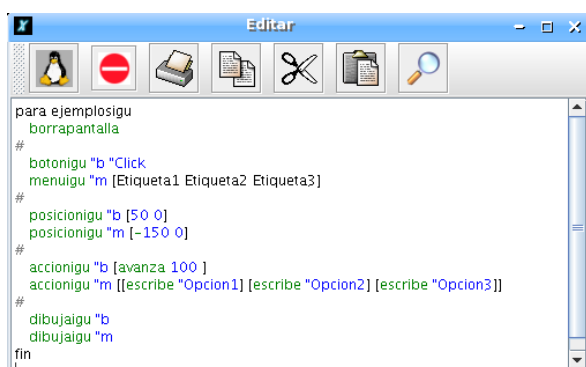 Editar
para ejemplosigu
borrapantalla
#
botonigu "b "Click
menuigu "m [Etiqueta1 Etiqueta2 Etiqueta3]
#
posicionigu "b [50 0]
posicionigu "m [-150 0]
#
accionigu "b [avanza 100 ]
accionigu "m [[escribe "Opcion1] [escribe "Opcion2] [escribe "Opcion3]]
#
dibujaigu "b
dibujaigu "m
fin